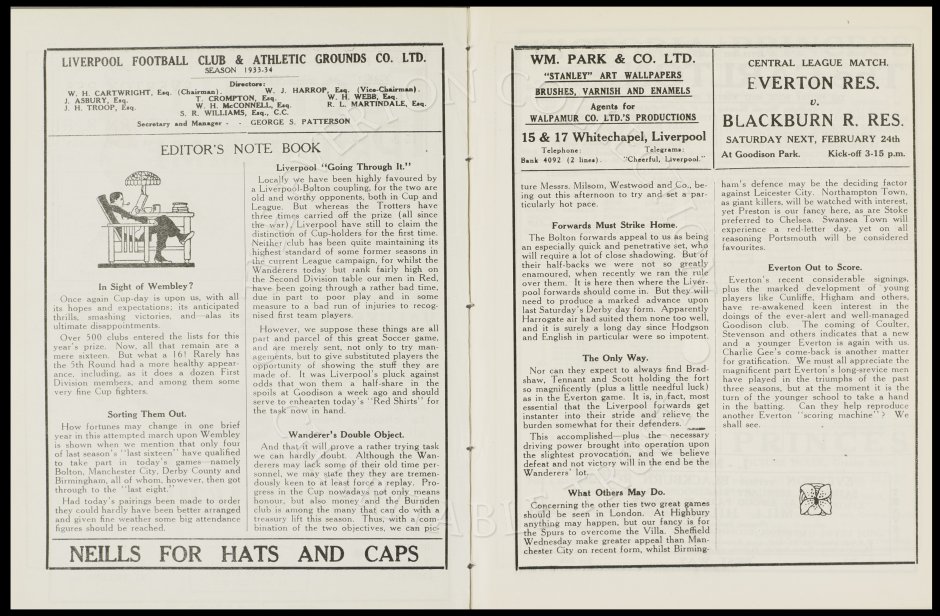 LIVERPOOL FOOTBALL CLUB & ATHLETIC GROUNDS CO. LTD.
SEASON 1933-34
Directors:
W. H. CARTWRIGHT, Esq. (Chairman). W. J. HARROP, Esq. (Vice-Chairman).
J. ASBURY, Esq. T. CROMPTON, Esq. W. H. WEBB, Esq.
J. H. TROOP, Esq. W. H. McCONNELL, Esq. R. L. MARTINDALE, Esq.
S. R. WILLIAMS, Esq., C.C.
Secretary and Manager - - GEORGE S. PATTERSON
EDITOR'S NOTE BOOK
In Sight of Wembley?
Once again Cup-day is upon us, with all
its hopes and expectations; its anticipated
thrills, smashing victories, and—alas its
ultimate disappointments.
Over 500 clubs entered the lists for this
year's prize. Now, all that remain are a
mere sixteen. But what a 16! Rarely has
the 5th Round had a more healthy appear-
ance, including, as it does a dozen First
Division members, and among them some
very fine Cup fighters.
Sorting Them Out.
How fortunes may change in one brief
year in this attempted march upon Wembley
is shown when we mention that only four
of last season's "last sixteen" have qualified
to take part in today's games—namely
Bolton, Manchester City, Derby County and
Birmingham, all of whom, however, then got
through to the "last eight."
Had today's pairings been made to order
they could hardly have been better arranged
and given fine weather some big attendance
figures should be reached.
Liverpool "Going Through It."
Locally we have been highly favoured by
a Liverpool-Bolton coupling, for the two are
old and worthy opponents, both in Cup and
League. But whereas the Trotters have
three times carried off the prize (all since
the war), Liverpool have still to claim the
distinction of Cup-holders for the first time.
Neither club has been quite maintaining its
highest standard of some former seasons in
the current League campaign, for whilst the
Wanderers today but rank fairly high on
the Second Division table our men in Red,
have been going through a rather bad time,
due in part to poor play and in some
measure to a bad run of injuries to recog-
nised first team players.
However, we suppose these things are all
part and parcel of this great Soccer game,
and are merely sent, not only to try man-
agements, but to give substituted players the
opportunity of showing the stuff they are
made of. It was Liverpool's pluck against
odds that won them a half-share in the
spoils at Goodison a week ago and should
serve to enhearten today's "Red Shirts" for
the task now in hand.
Wanderer's Double Object.
And that it will prove a rather trying task
we can hardly doubt. Although the Wan-
derers may lack some of their old time per-
sonnel, we may state they they are tremen-
dously keen to at least force a replay. Pro-
gress in the Cup nowadays not only means
honour, but also money and the Burnden
club is among the many that can do with a
treasury lift this season. Thus, with a com-
bination of the two objectives, we can pic-
NEILLS FOR HATS AND CAPS
WM. PARK & CO. LTD.
"STANLEY" ART WALLPAPERS
BRUSHES, VARNISH AND ENAMELS
Agents for
WALPAMUR CO. LTD.'S PRODUCTIONS
15 & 17 Whitechapel, Liverpool
Telephone: Telegrams:
Bank 4092 (2 lines). "Cheerful, Liverpool."
CENTRAL LEAGUE MATCH.
EVERTON RES.
v.
BLACKBURN R. RES.
SATURDAY NEXT, FEBRUARY 24th
At Goodison Park. Kick-off 3-15 p.m.
ture Messrs. Milsom, Westwood and Co., be-
ing out this afternoon to try and set a par-
ticularly hot pace.
Forwards Must Strike Home.
The Bolton forwards appeal to us as being
an especially quick and penetrative set, who
will require a lot of close shadowing. But of
their half-backs we were not so greatly
enamoured, when recently we ran the rule
over them. It is here then where the Liver-
pool forwards should come in. But they will
need to produce a marked advance upon
last Saturday's Derby day form. Apparently
Harrogate air had suited them none too well,
and it is surely a long day since Hodgson
and English in particular were so impotent.
The Only Way.
Nor can they expect to always find Brad-
shaw, Tennant and Scott holding the fort
so magnificently (plus a little needful luck)
as in the Everton game. It is, in fact, most
essential that the Liverpool forwards get
instanter into their stride and relieve the
burden somewhat for their defenders.
This accomplished—plus the necessary
driving power brought into operation upon
the slightest provocation, and we believe
defeat and not victory will in the end be the
Wanderers' lot.
What Others May Do.
Concerning the other ties two great games
should be seen in London. At Highbury
anything may happen, but our fancy is for
the Spurs to overcome the Villa. Sheffield
Wednesday make greater appeal than Man-
chester City on recent form, whilst Birming-
ham's defence may be the deciding factor
against Leicester City. Northampton Town,
as giant killers, will be watched with interest,
yet Preston is our fancy here, as are Stoke
preferred to Chelsea. Swansea Town will
experience a red-letter day, yet on all
reasoning Portsmouth will be considered
favourites.
Everton Out to Score.
Everton's recent considerable signings,
plus the marked development of young
players like Cunliffe, Higham and others,
have re-awakened keen interest in the
doings of the ever-alert and well-managed
Goodison club. The coming of Coulter,
Stevenson and others indicates that a new
and a younger Everton is again with us.
Charlie Gee's come-back is another matter
for gratification. We must all appreciate the
magnificent part Everton's long-srevice men
have played in the triumphs of the past
three seasons, but at the moment it is the
turn of the younger school to take a hand
in the batting. Can they help reproduce
another Everton "scoring machine"? We
shall see.